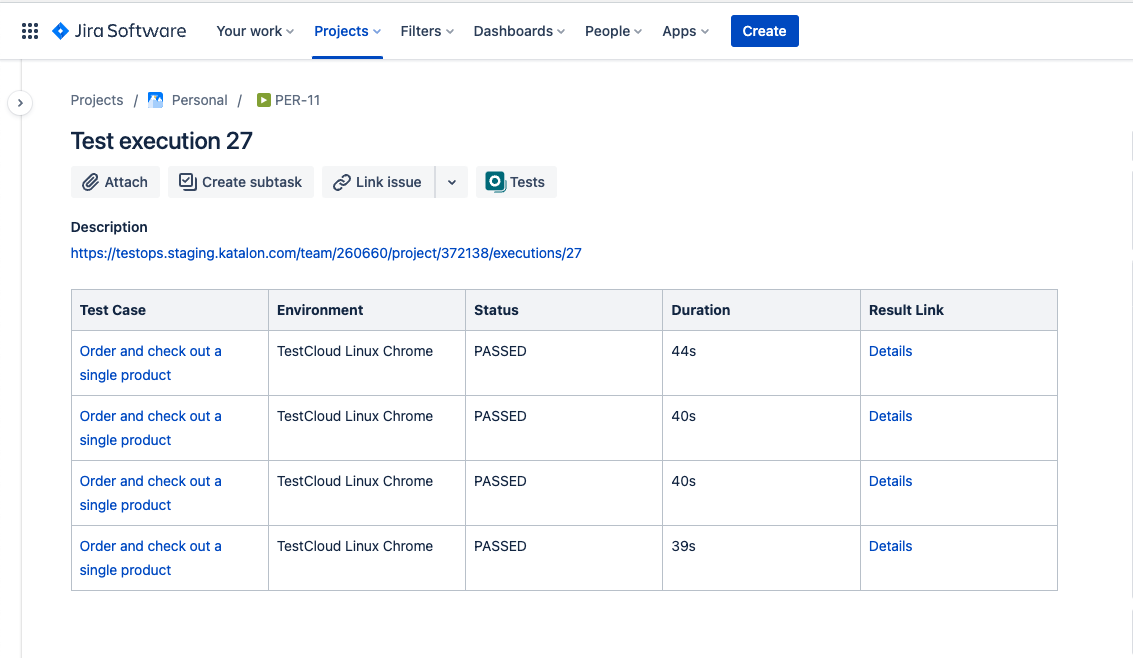 Jira Software Your work Projects Filters Dashboards People Apps Create
Projects / Personal / PER-11
Test execution 27
Attach Create subtask Link issue Tests
Description
https://testops.staging.katalon.com/team/260660/project/372138/executions/27
Test Case Environment Status Duration Result Link
Order and check out a TestCloud Linux Chrome PASSED 44s Details
single product
Order and check out a TestCloud Linux Chrome PASSED 40s Details
single product
Order and check out a TestCloud Linux Chrome PASSED 40s Details
single product
Order and check out a TestCloud Linux Chrome PASSED 39s Details
single product